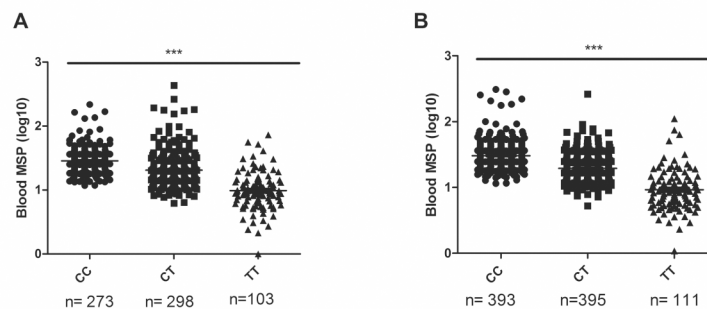 A
***
Blood MSP (log10)
3
2
1
0
CC
CT
TT
n= 273
n= 298
n=103
B
***
Blood MSP (log10)
3
2
1
0
CC
CT
TT
n= 393
n=395
n= 111